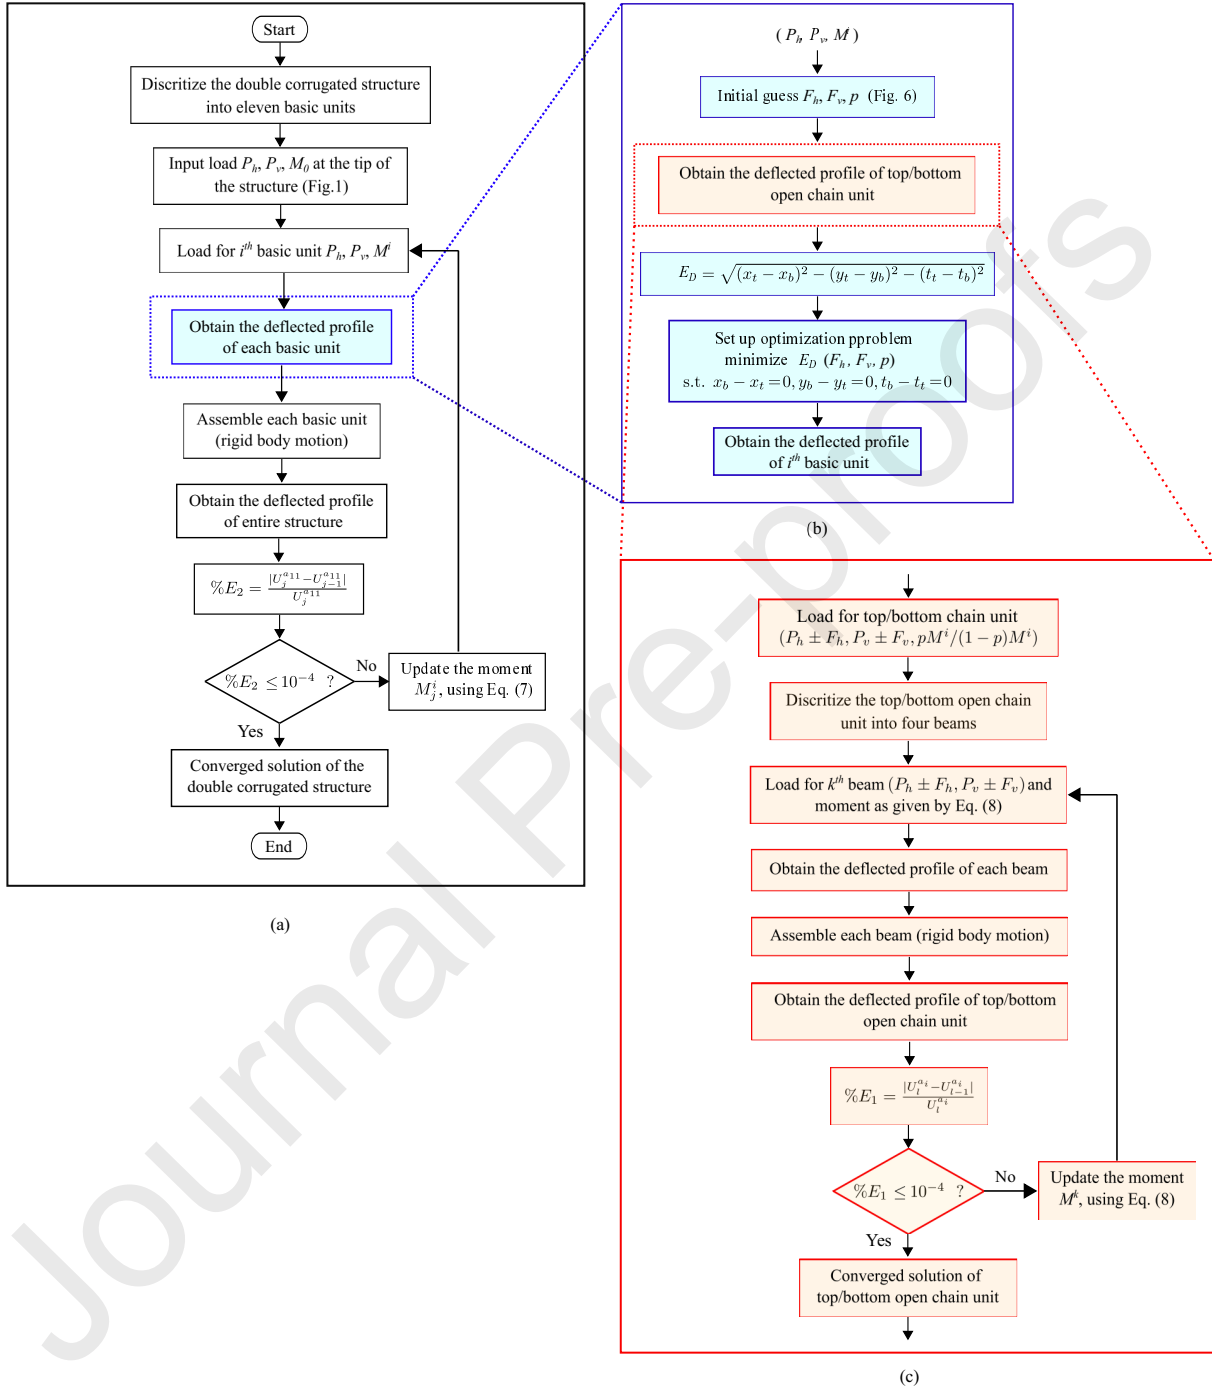 Start
Discritize the double corrugated structure
into eleven basic units
Input load P_h, P_v, M_0 at the tip of
the structure (Fig.1)
Load for i^th basic unit P_h, P_v, M^i
Obtain the deflected profile
of each basic unit
Assemble each basic unit
(rigid body motion)
Obtain the deflected profile
of entire structure
%E_2 = |U_j^{a_11} − U_{j−1}^{a_11}| / U_j^{a_11}
%E_2 ≤ 10^{−4} ?
No
Update the moment
M_j^i, using Eq. (7)
Yes
Converged solution of the
double corrugated structure
End
(a)
(P_h, P_v, M^i)
Initial guess F_h, F_v, p (Fig. 6)
Obtain the deflected profile of top/bottom
open chain unit
E_D = √((x_t − x_b)^2 − (y_t − y_b)^2 − (t_t − t_b)^2)
Set up optimization pproblem
minimize E_D (F_h, F_v, p)
s.t. x_b − x_t = 0, y_b − y_t = 0, t_b − t_t = 0
Obtain the deflected profile
of i^th basic unit
(b)
Load for top/bottom chain unit
(P_h ± F_h, P_v ± F_v, pM^i/(1 − p)M^i)
Discritize the top/bottom open chain
unit into four beams
Load for k^th beam (P_h ± F_h, P_v ± F_v) and
moment as given by Eq. (8)
Obtain the deflected profile of each beam
Assemble each beam (rigid body motion)
Obtain the deflected profile of top/bottom
open chain unit
%E_1 = |U_l^{a_i} − U_{l−1}^{a_i}| / U_l^{a_i}
%E_1 ≤ 10^{−4} ?
No
Update the moment
M^k, using Eq. (8)
Yes
Converged solution of
top/bottom open chain unit
(c)
Journal Pre-proofs